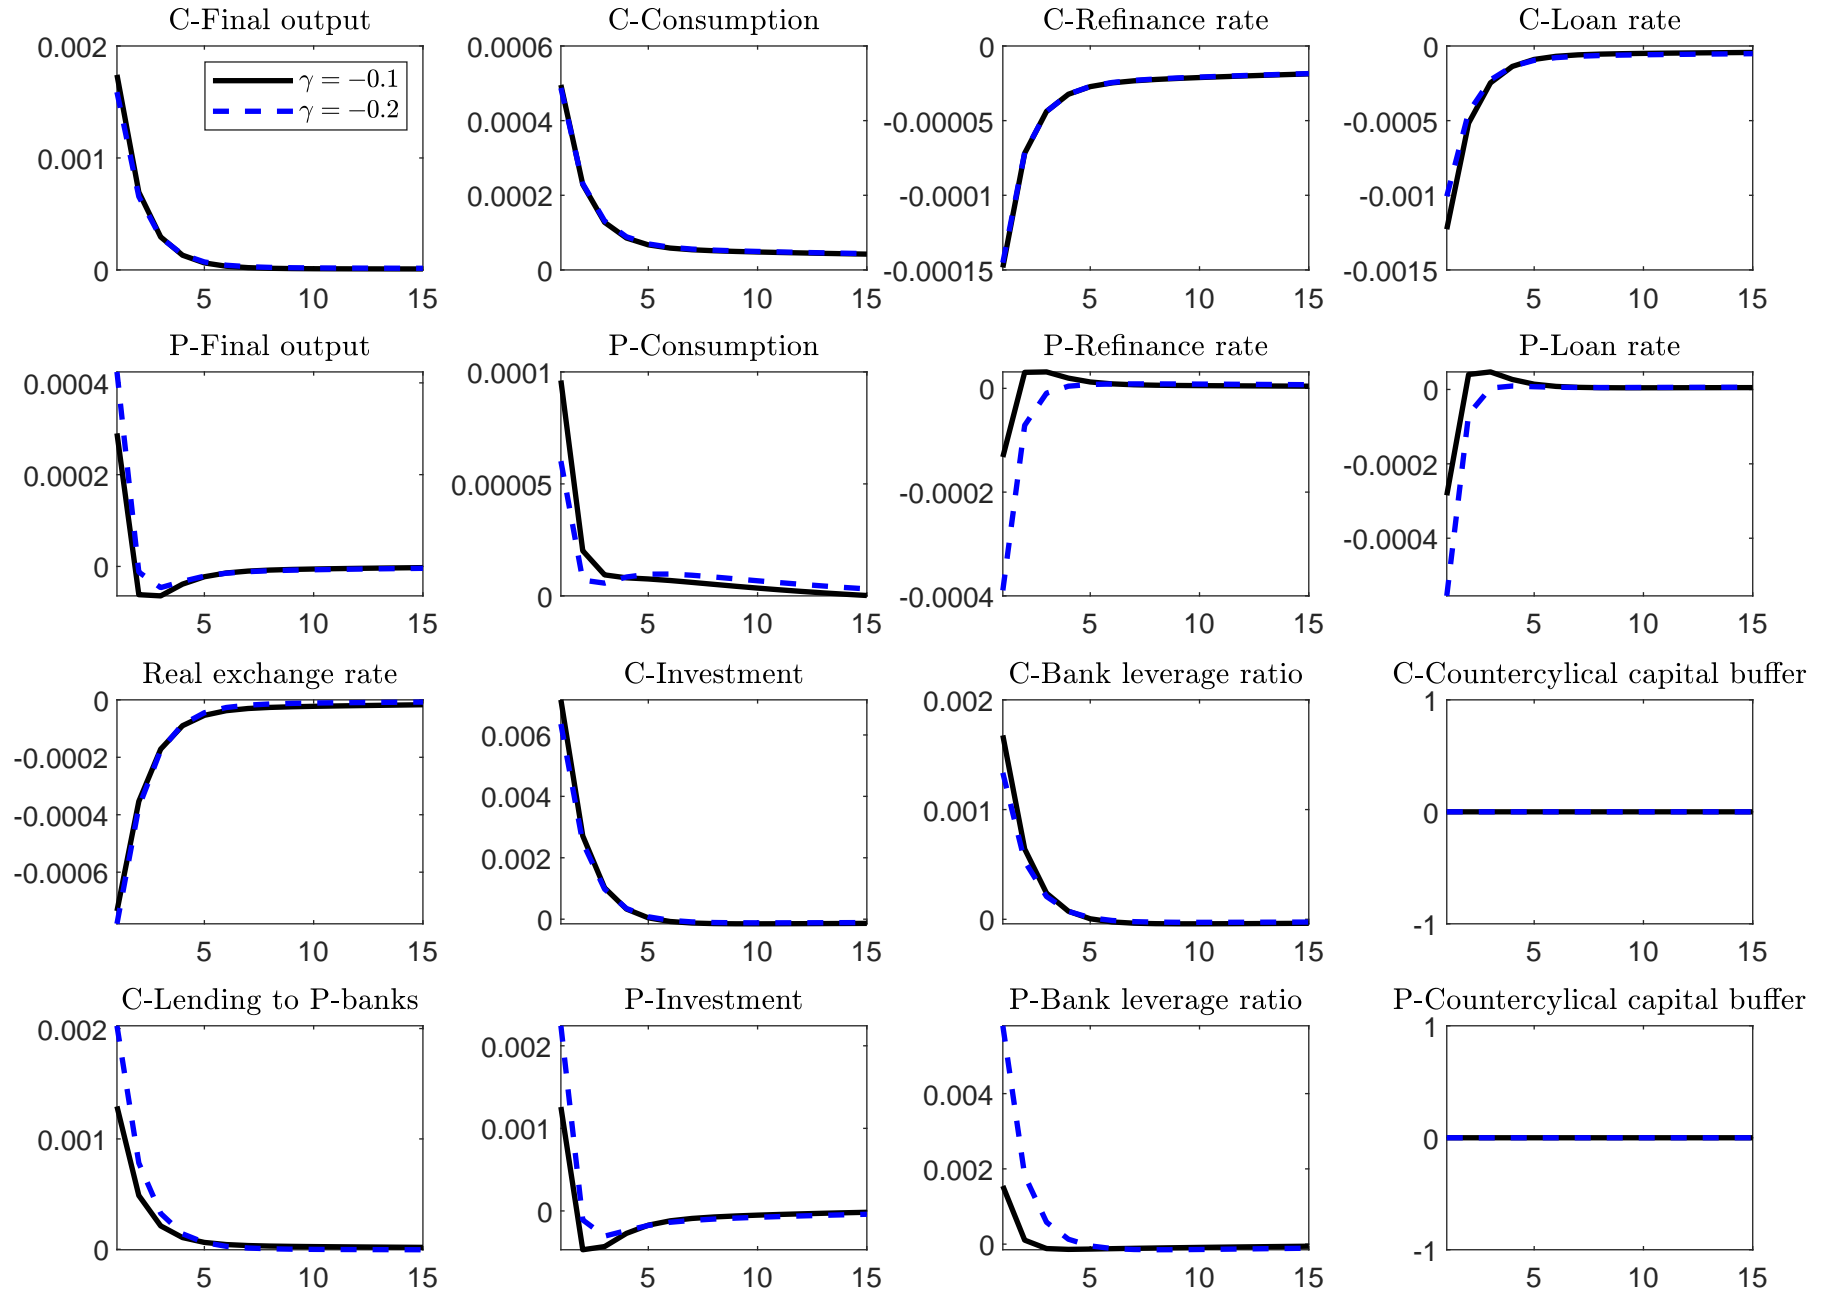 C-Final output
0.002
0.001
0
5 10 15
γ = −0.1
γ = −0.2
C-Consumption
0.0006
0.0004
0.0002
0
5 10 15
C-Refinance rate
0
-0.00005
-0.0001
-0.00015
5 10 15
C-Loan rate
0
-0.0005
-0.001
-0.0015
5 10 15
P-Final output
0.0004
0.0002
0
5 10 15
P-Consumption
0.0001
0.00005
0
5 10 15
P-Refinance rate
0
-0.0002
-0.0004
5 10 15
P-Loan rate
0
-0.0002
-0.0004
5 10 15
Real exchange rate
0
-0.0002
-0.0004
-0.0006
5 10 15
C-Investment
0.006
0.004
0.002
0
5 10 15
C-Bank leverage ratio
0.002
0.001
0
5 10 15
C-Countercylical capital buffer
1
0
-1
5 10 15
C-Lending to P-banks
0.002
0.001
0
5 10 15
P-Investment
0.002
0.001
0
5 10 15
P-Bank leverage ratio
0.004
0.002
0
5 10 15
P-Countercylical capital buffer
1
0
-1
5 10 15